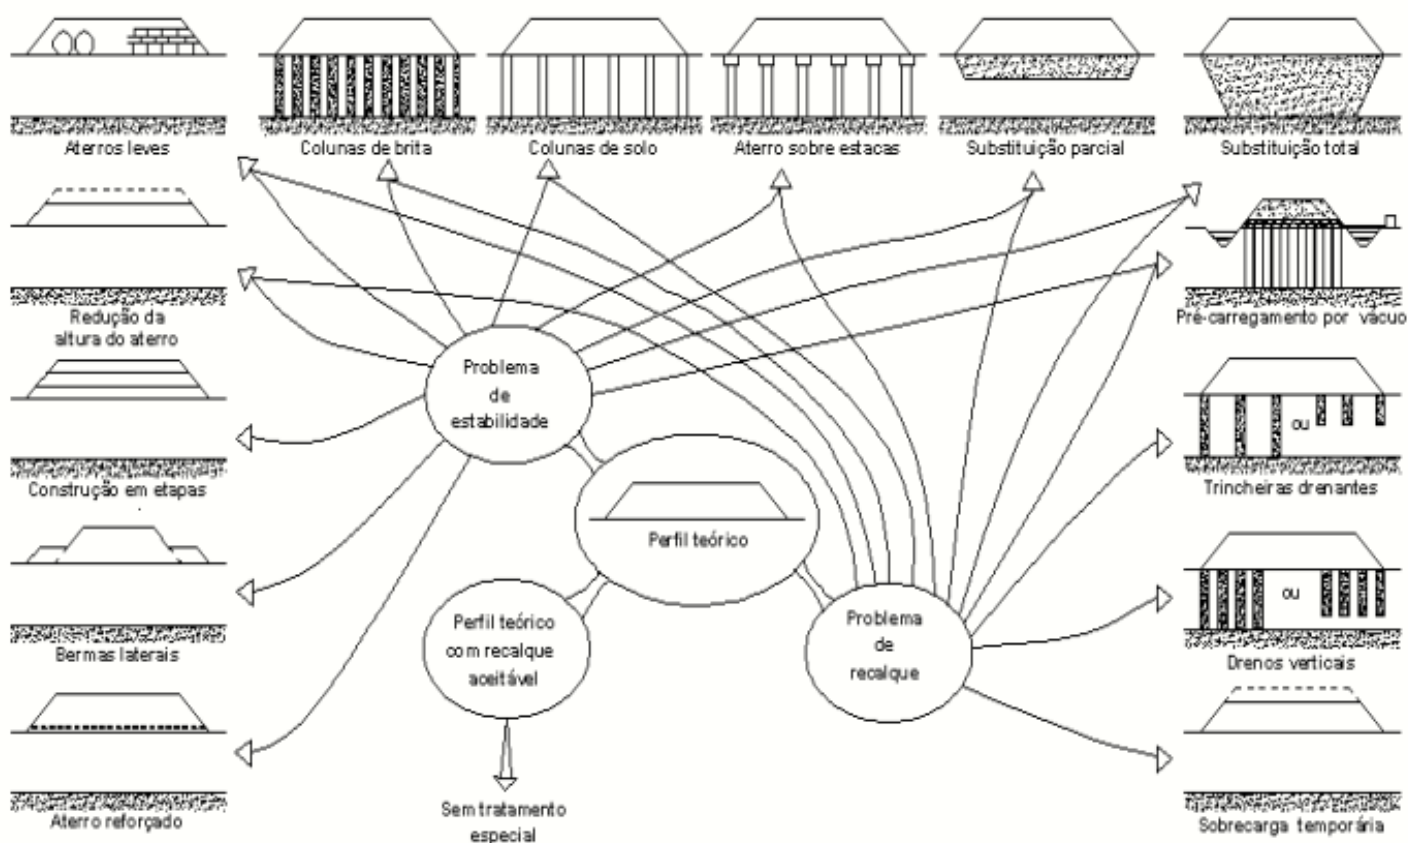 Aterros leves
Colunas de brita
Colunas de solo
Aterro sobre estacas
Substituição parcial
Substituição total
Redução da
altura do aterro
Pré-carregamento por vácuo
Problema
de
estabilidade
ou
Trincheiras drenantes
Construção em etapas
Perfil teórico
Bermas laterais
Perfil teórico
com recalque
aceitável
Problema
de
recalque
ou
Drenos verticais
Sem tratamento
especial
Aterro reforçado
Sobrecarga temporária